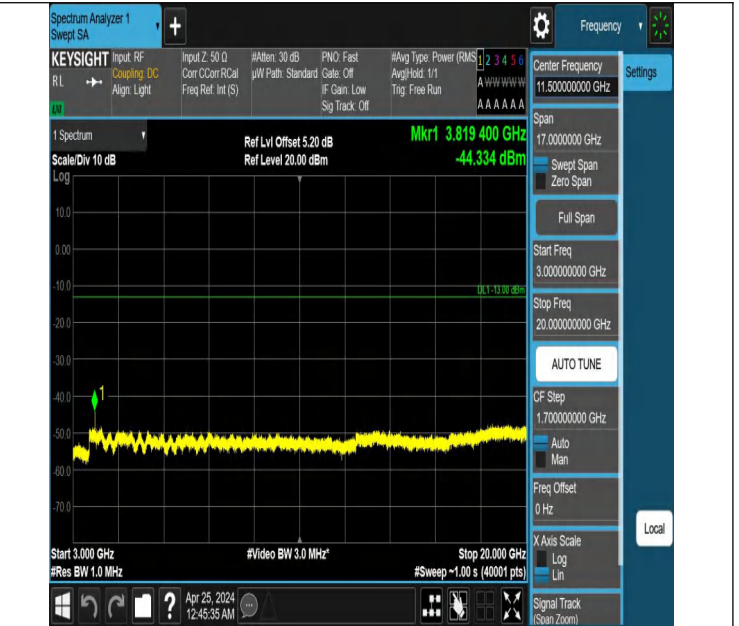 Spectrum Analyzer 1
Swept SA
+
Frequency
KEYSIGHT
RL
Input: RF
Coupling: DC
Align: Light
Input Z: 50 Ω
Corr CCorr RCal
Freq Ref: Int (S)
#Atten: 30 dB
µW Path: Standard
PNO: Fast
Gate: Off
IF Gain: Low
Sig Track: Off
#Avg Type: Power (RMS
Avg|Hold: 1/1
Trig: Free Run
1 2 3 4 5 6
A W W W W W
A A A A A A
1 Spectrum
Scale/Div 10 dB
Log
Ref Lvl Offset 5.20 dB
Ref Level 20.00 dBm
Mkr1 3.819 400 GHz
-44.334 dBm
10.0
0.00
-10.0
DL1 -13.00 dBm
-20.0
-30.0
-40.0
1
-50.0
-60.0
-70.0
Start 3.000 GHz
#Res BW 1.0 MHz
#Video BW 3.0 MHz*
Stop 20.000 GHz
#Sweep ~1.00 s (40001 pts)
Apr 25, 2024
12:45:35 AM
?
Center Frequency
11.500000000 GHz
Settings
Span
17.0000000 GHz
Swept Span
Zero Span
Full Span
Start Freq
3.000000000 GHz
Stop Freq
20.000000000 GHz
AUTO TUNE
CF Step
1.700000000 GHz
Auto
Man
Freq Offset
0 Hz
X Axis Scale
Log
Lin
Local
Signal Track
(Span Zoom)